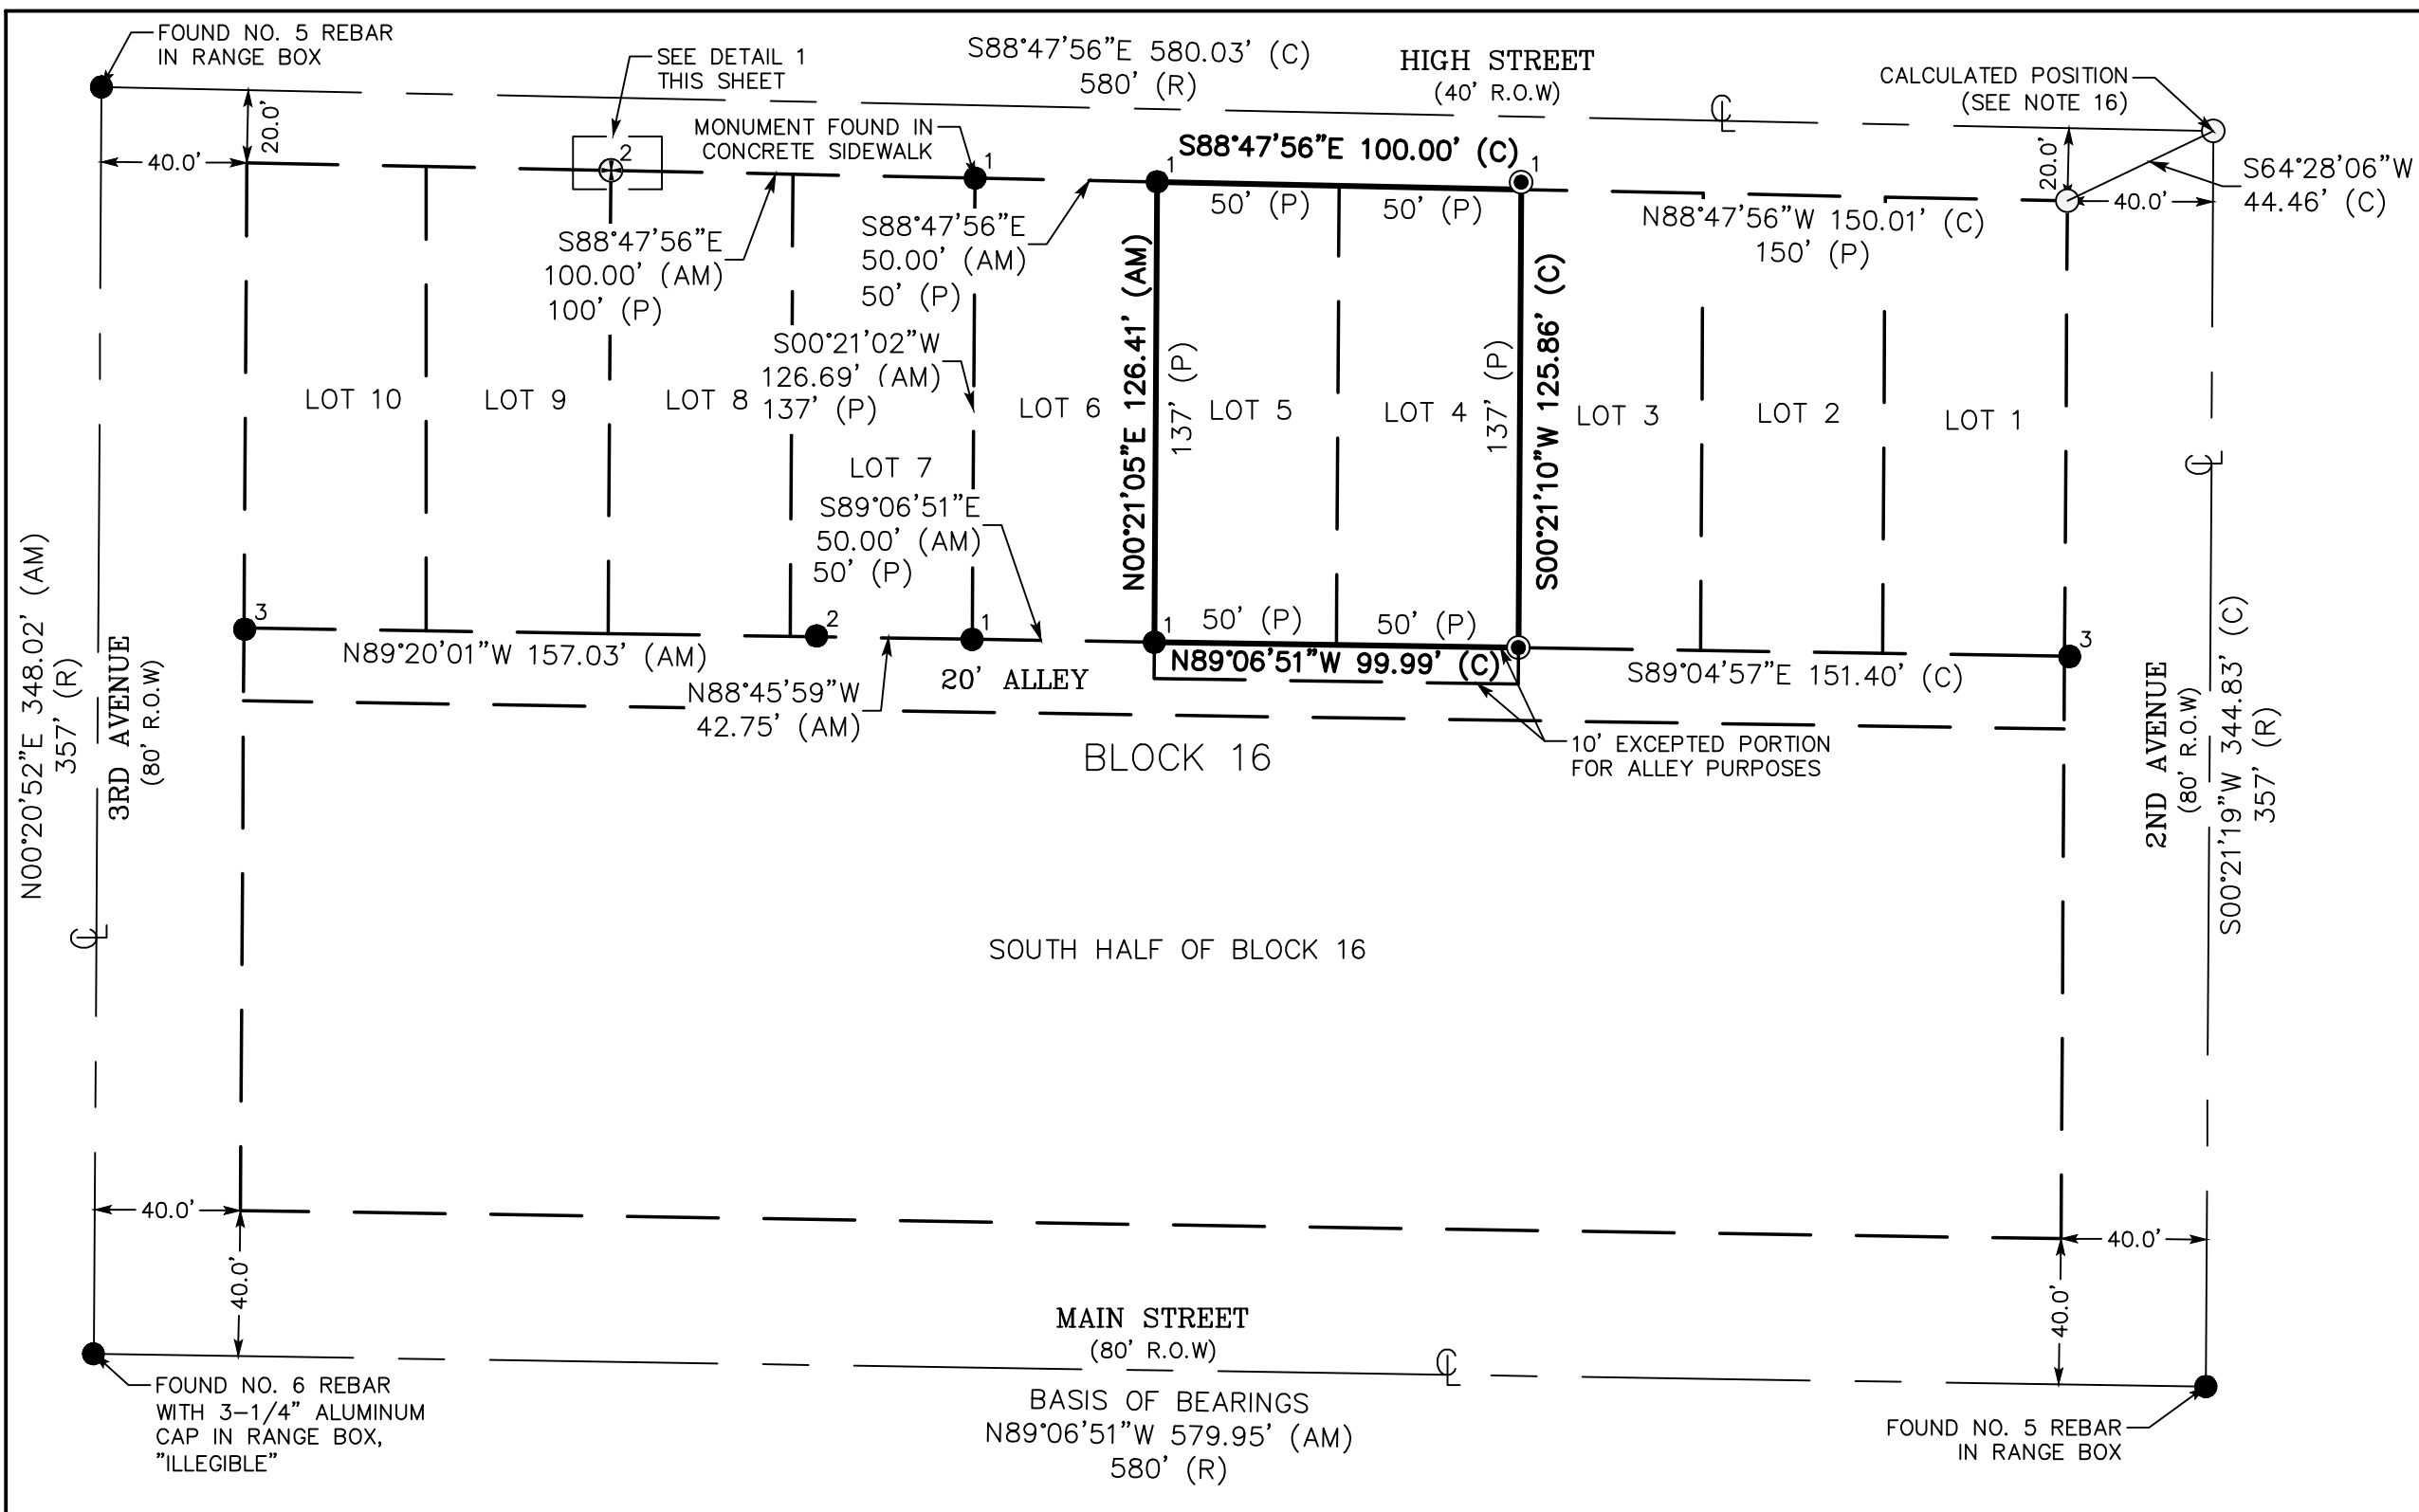 FOUND NO. 5 REBAR
IN RANGE BOX
SEE DETAIL 1
THIS SHEET
S88°47'56"E 580.03' (C)
580' (R)
HIGH STREET
(40' R.O.W)
CALCULATED POSITION
(SEE NOTE 16)
20.0'
40.0'
2
MONUMENT FOUND IN
CONCRETE SIDEWALK
1
1
S88°47'56"E 100.00' (C)
1
50' (P)
50' (P)
20.0'
40.0'
S64°28'06"W
44.46' (C)
N88°47'56"W 150.01' (C)
150' (P)
S88°47'56"E
100.00' (AM)
100' (P)
S88°47'56"E
50.00' (AM)
50' (P)
S00°21'02"W
126.69' (AM)
137' (P)
N00°21'05"E 126.41' (AM)
137' (P)
137' (P)
S00°21'10"W 125.86' (C)
LOT 10
LOT 9
LOT 8
LOT 7
LOT 6
LOT 5
LOT 4
LOT 3
LOT 2
LOT 1
S89°06'51"E
50.00' (AM)
50' (P)
3
2
1
1
50' (P)
50' (P)
3
N89°20'01"W 157.03' (AM)
N88°45'59"W
42.75' (AM)
20' ALLEY
N89°06'51"W 99.99' (C)
S89°04'57"E 151.40' (C)
10' EXCEPTED PORTION
FOR ALLEY PURPOSES
BLOCK 16
N00°20'52"E 348.02' (AM)
357' (R)
3RD AVENUE
(80' R.O.W)
2ND AVENUE
(80' R.O.W)
S00°21'19"W 344.83' (C)
357' (R)
CL
CL
CL
SOUTH HALF OF BLOCK 16
40.0'
40.0'
40.0'
40.0'
MAIN STREET
(80' R.O.W)
CL
BASIS OF BEARINGS
N89°06'51"W 579.95' (AM)
580' (R)
FOUND NO. 6 REBAR
WITH 3-1/4" ALUMINUM
CAP IN RANGE BOX,
"ILLEGIBLE"
FOUND NO. 5 REBAR
IN RANGE BOX